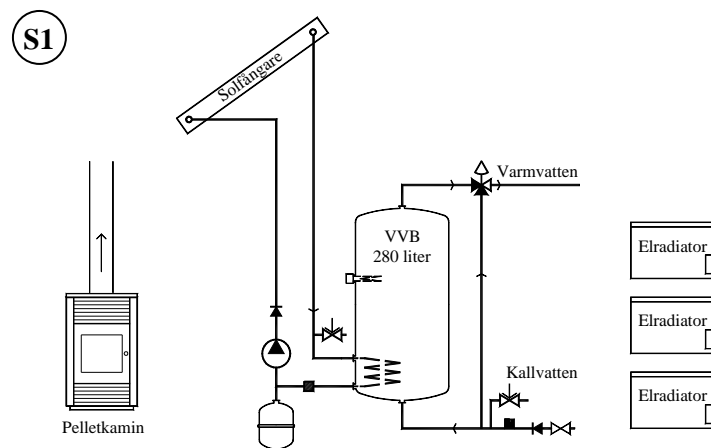 S1
Solfångare
Varmvatten
VVB
280 liter
Elradiator
Elradiator
Kallvatten
Elradiator
Pelletkamin